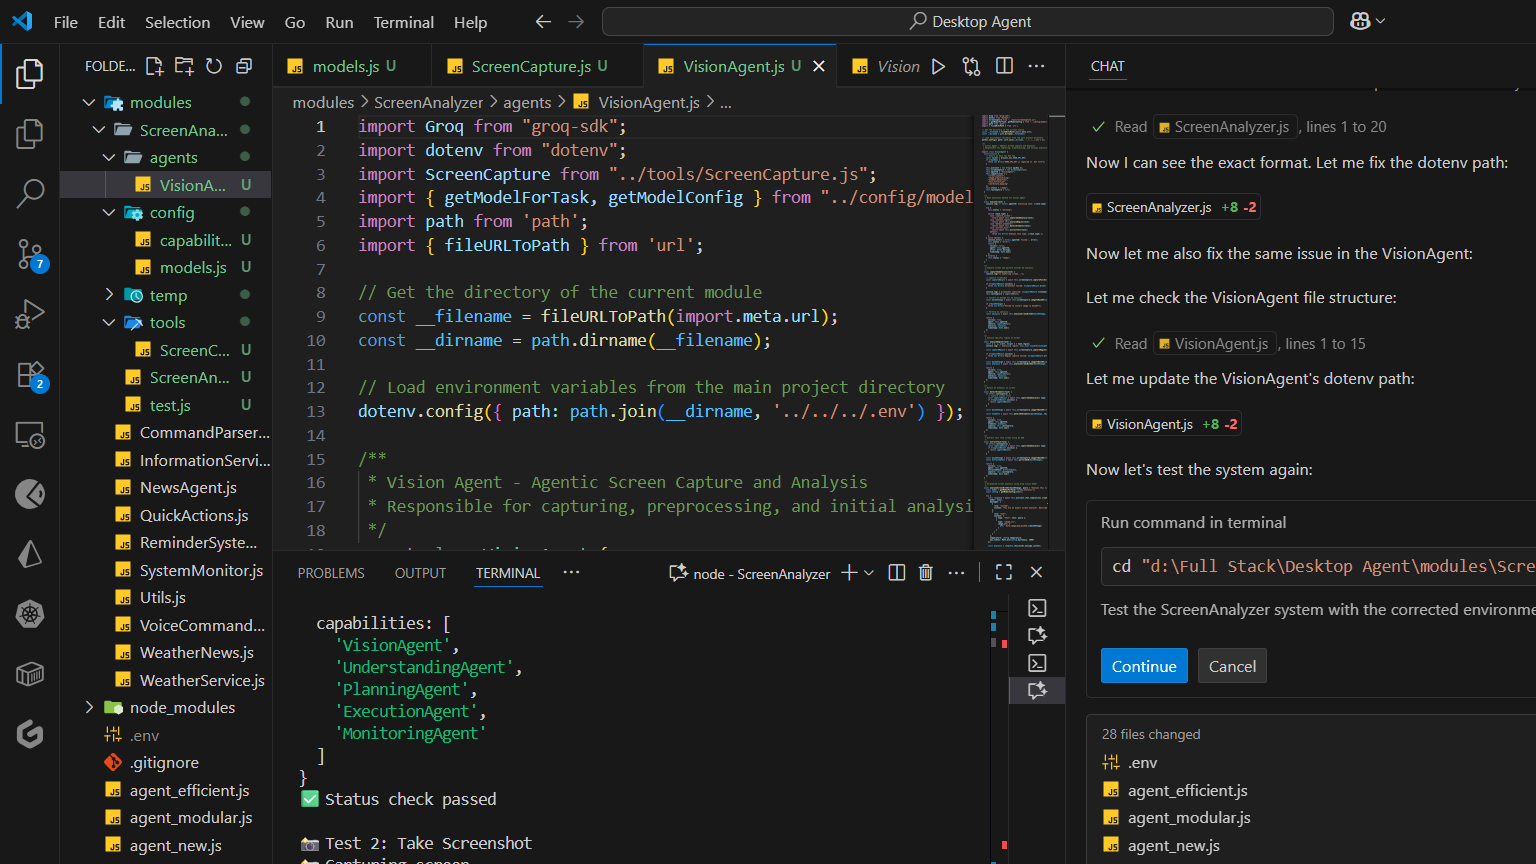 File Edit Selection View Go Run Terminal Help
Desktop Agent
FOLDE...
modules
ScreenAna...
agents
VisionA... U
config
capabilit... U
models.js U
temp
tools
ScreenC... U
ScreenAn... U
test.js U
CommandParser...
InformationServi...
NewsAgent.js
QuickActions.js
ReminderSyste...
SystemMonitor.js
Utils.js
VoiceCommand...
WeatherNews.js
WeatherService.js
node_modules
.env
.gitignore
agent_efficient.js
agent_modular.js
agent_new.js
7
2
models.js U
ScreenCapture.js U
VisionAgent.js U
Vision
modules > ScreenAnalyzer > agents > VisionAgent.js > ...
1 import Groq from "groq-sdk";
2 import dotenv from "dotenv";
3 import ScreenCapture from "../tools/ScreenCapture.js";
4 import { getModelForTask, getModelConfig } from "../config/model
5 import path from 'path';
6 import { fileURLToPath } from 'url';
7
8 // Get the directory of the current module
9 const __filename = fileURLToPath(import.meta.url);
10 const __dirname = path.dirname(__filename);
11
12 // Load environment variables from the main project directory
13 dotenv.config({ path: path.join(__dirname, '../../../.env') });
14
15 /**
16 * Vision Agent - Agentic Screen Capture and Analysis
17 * Responsible for capturing, preprocessing, and initial analysi
18 */
PROBLEMS OUTPUT TERMINAL ...
node - ScreenAnalyzer
capabilities: [
'VisionAgent',
'UnderstandingAgent',
'PlanningAgent',
'ExecutionAgent',
'MonitoringAgent'
]
}
✅ Status check passed
📸 Test 2: Take Screenshot
CHAT
Read ScreenAnalyzer.js , lines 1 to 20
Now I can see the exact format. Let me fix the dotenv path:
ScreenAnalyzer.js +8 -2
Now let me also fix the same issue in the VisionAgent:
Let me check the VisionAgent file structure:
Read VisionAgent.js , lines 1 to 15
Let me update the VisionAgent's dotenv path:
VisionAgent.js +8 -2
Now let's test the system again:
Run command in terminal
cd "d:\Full Stack\Desktop Agent\modules\Scre
Test the ScreenAnalyzer system with the corrected environme
Continue Cancel
28 files changed
.env
agent_efficient.js
agent_modular.js
agent_new.js